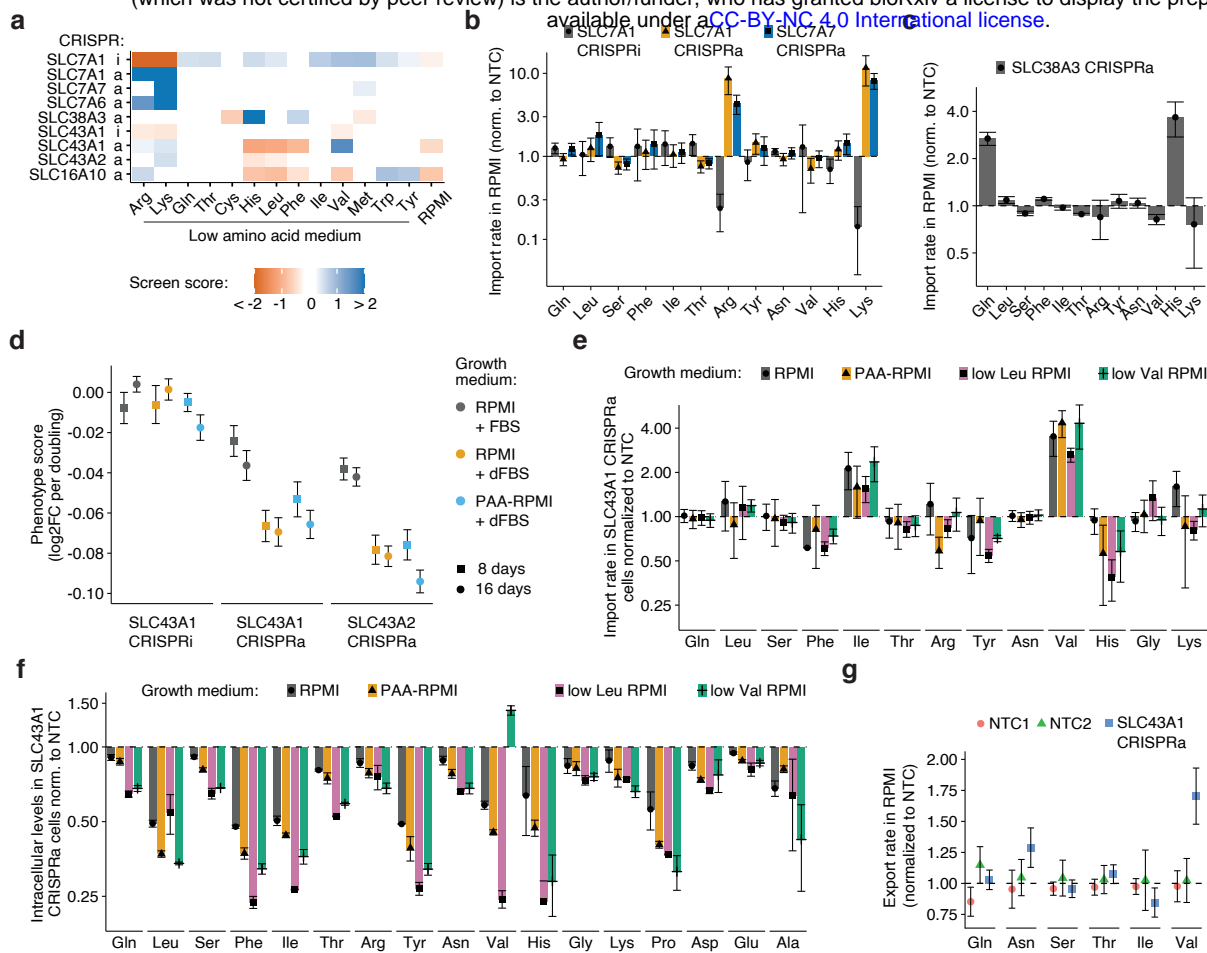 (which was not certified by peer review) is the author/funder, who has granted bioRxiv a license to display the prep
available under aCC-BY-NC 4.0 International license.
a
CRISPR:
SLC7A1 i
SLC7A1 a
SLC7A7 a
SLC7A6 a
SLC38A3 a
SLC43A1 i
SLC43A1 a
SLC43A2 a
SLC16A10 a
Arg Lys Gln Thr Cys His Leu Phe Ile Val Met Trp Tyr RPMI
Low amino acid medium
Screen score:
< -2 -1 0 1 > 2
b
SLC7A1 CRISPRi
SLC7A1 CRISPRa
SLC7A7 CRISPRa
Import rate in RPMI (norm. to NTC)
10.0
3.0
1.0
0.3
0.1
Gln Leu Ser Phe Ile Thr Arg Tyr Asn Val His Lys
c
SLC38A3 CRISPRa
Import rate in RPMI (norm. to NTC)
4.0
2.0
1.0
0.5
Gln Leu Ser Phe Ile Thr Arg Tyr Asn Val His Lys
d
Phenotype score
(log2FC per doubling)
0.00
-0.02
-0.04
-0.06
-0.08
-0.10
SLC43A1 CRISPRi
SLC43A1 CRISPRa
SLC43A2 CRISPRa
Growth
medium:
RPMI
+ FBS
RPMI
+ dFBS
PAA-RPMI
+ dFBS
8 days
16 days
e
Growth medium: RPMI PAA-RPMI low Leu RPMI low Val RPMI
Import rate in SLC43A1 CRISPRa
cells normalized to NTC
4.00
2.00
1.00
0.50
0.25
Gln Leu Ser Phe Ile Thr Arg Tyr Asn Val His Gly Lys
f
Growth medium: RPMI PAA-RPMI low Leu RPMI low Val RPMI
Intracellular levels in SLC43A1
CRISPRa cells norm. to NTC
1.50
1.00
0.50
0.25
Gln Leu Ser Phe Ile Thr Arg Tyr Asn Val His Gly Lys Pro Asp Glu Ala
g
NTC1 NTC2 SLC43A1
CRISPRa
Export rate in RPMI
(normalized to NTC)
2.00
1.75
1.50
1.25
1.00
0.75
Gln Asn Ser Thr Ile Val